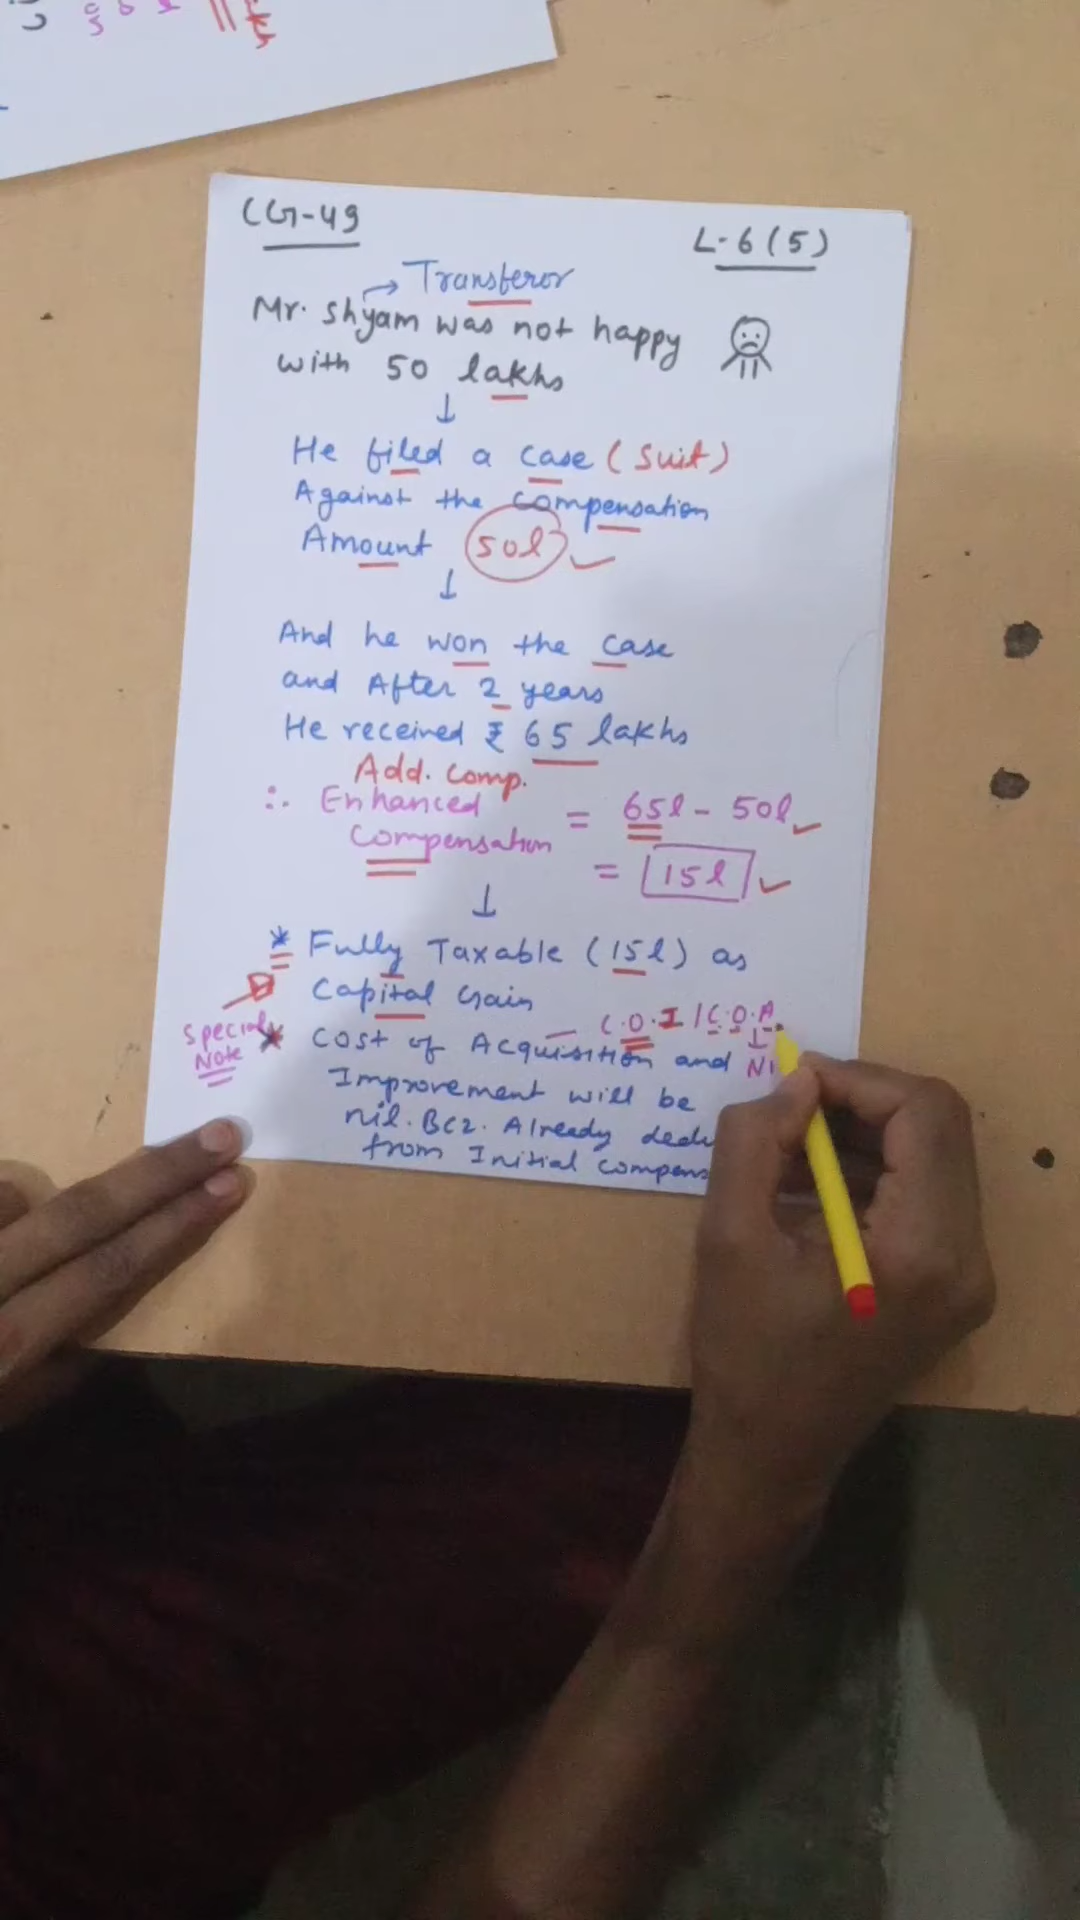 CG-49
L-6(5)
Transferor
Mr. Shyam was not happy
with 50 lakhs
He filed a case (suit)
Against the compensation
Amount 50l
And he won the case
and After 2 years
He received ₹ 65 lakhs
Add. Comp.
∴ Enhanced = 65l - 50l
Compensation
= 15l
* Fully Taxable (15l) as
Capital Gain
C.O.I / C.O.A
Special
Note
* Cost of Acquisition and
Improvement will be
nil. Bcz. Already
from Initial